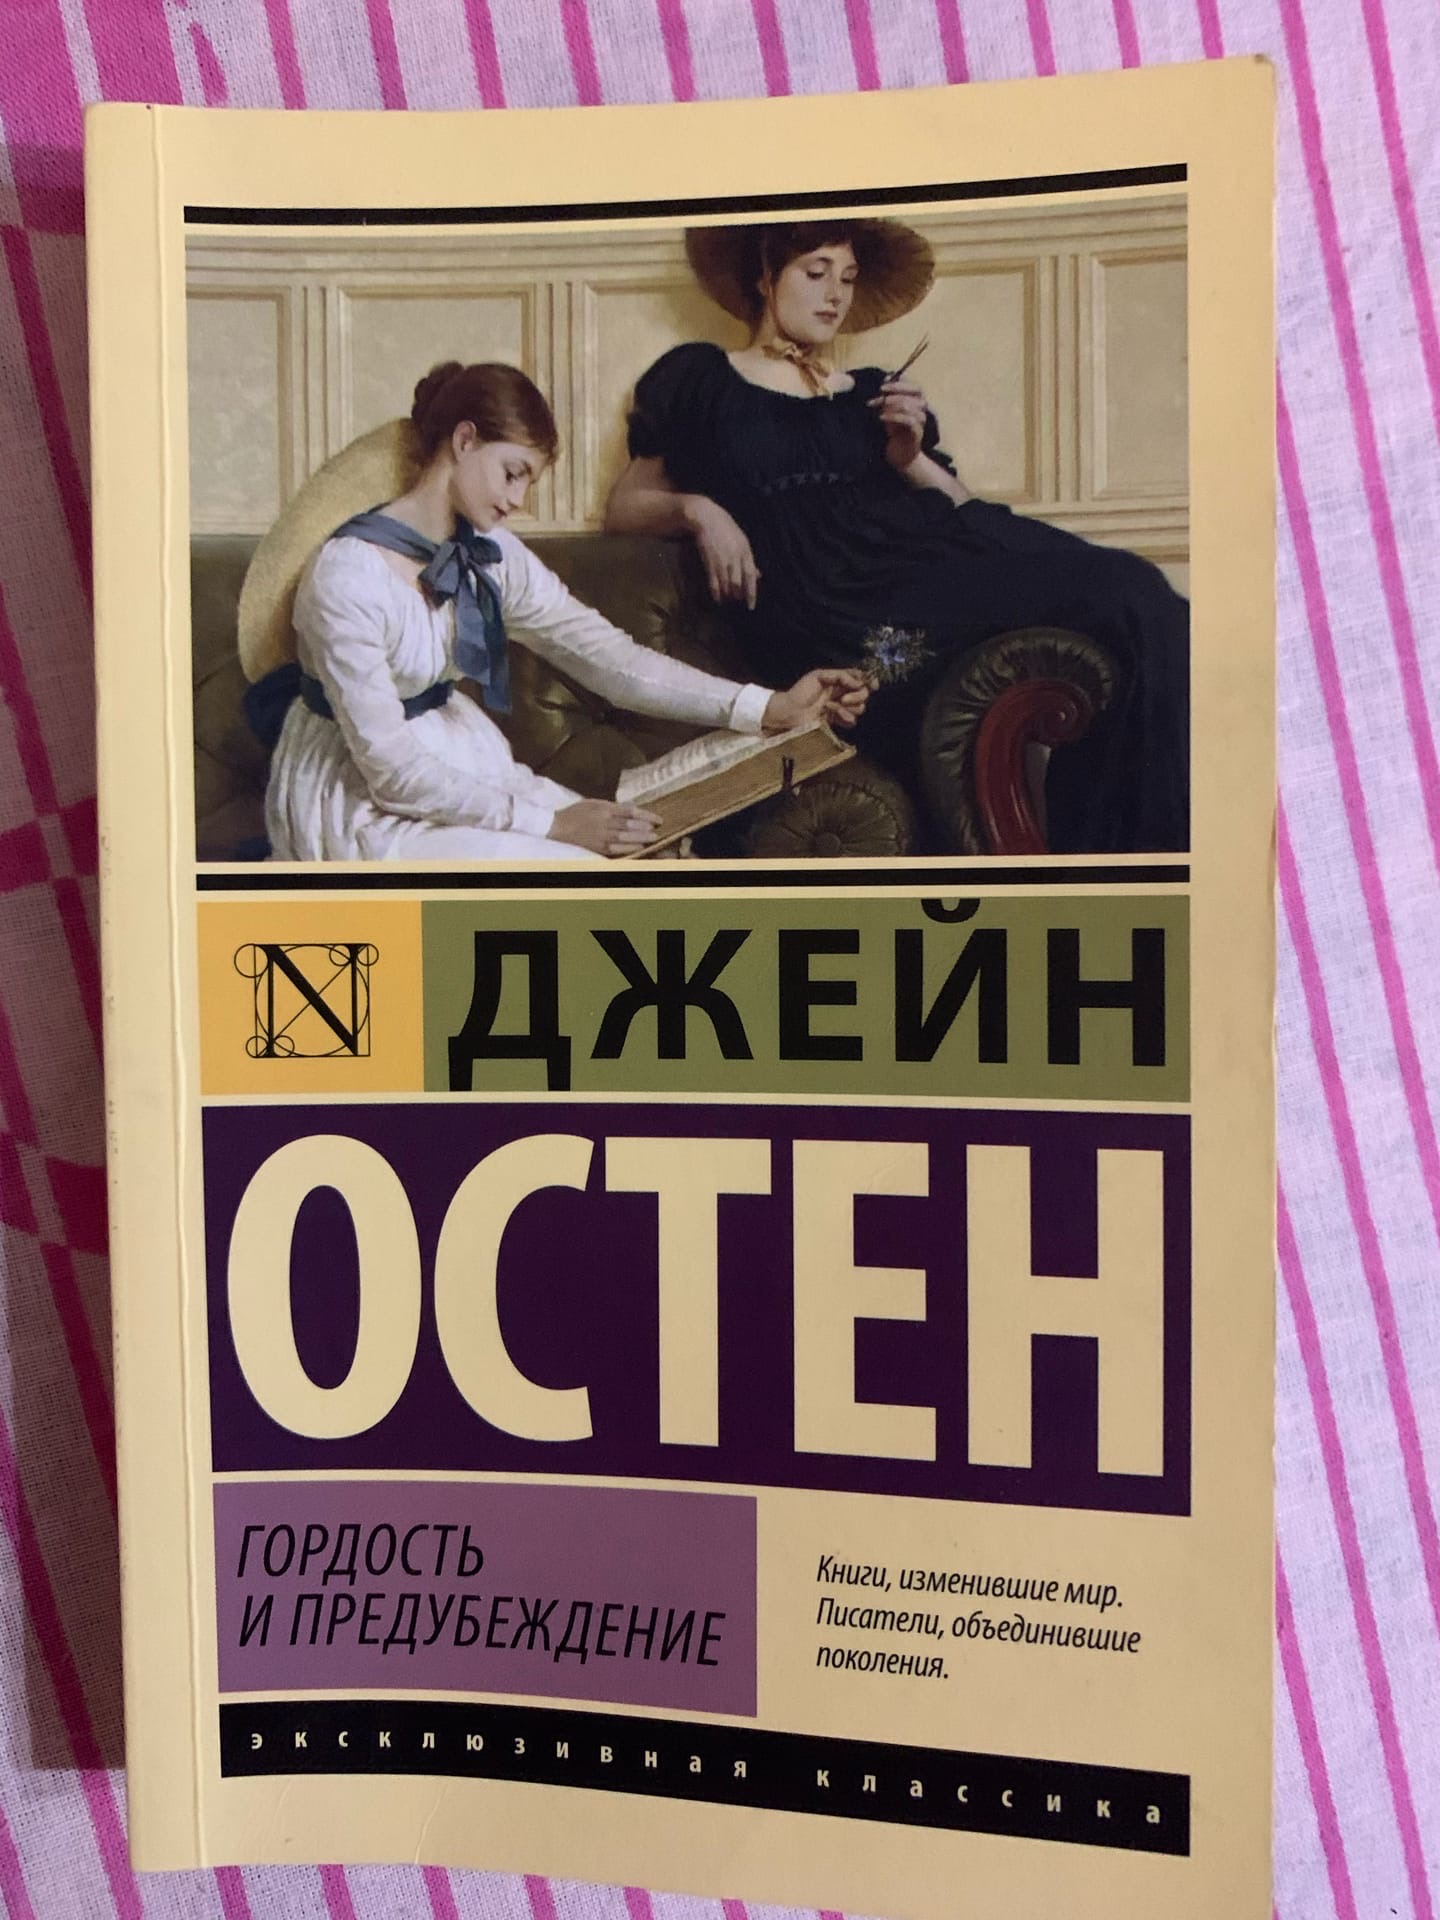 N
ДЖЕЙН
ОСТЕН
ГОРДОСТЬ
И ПРЕДУБЕЖДЕНИЕ
Книги, изменившие мир.
Писатели, объединившие
поколения.
эксклюзивная классика